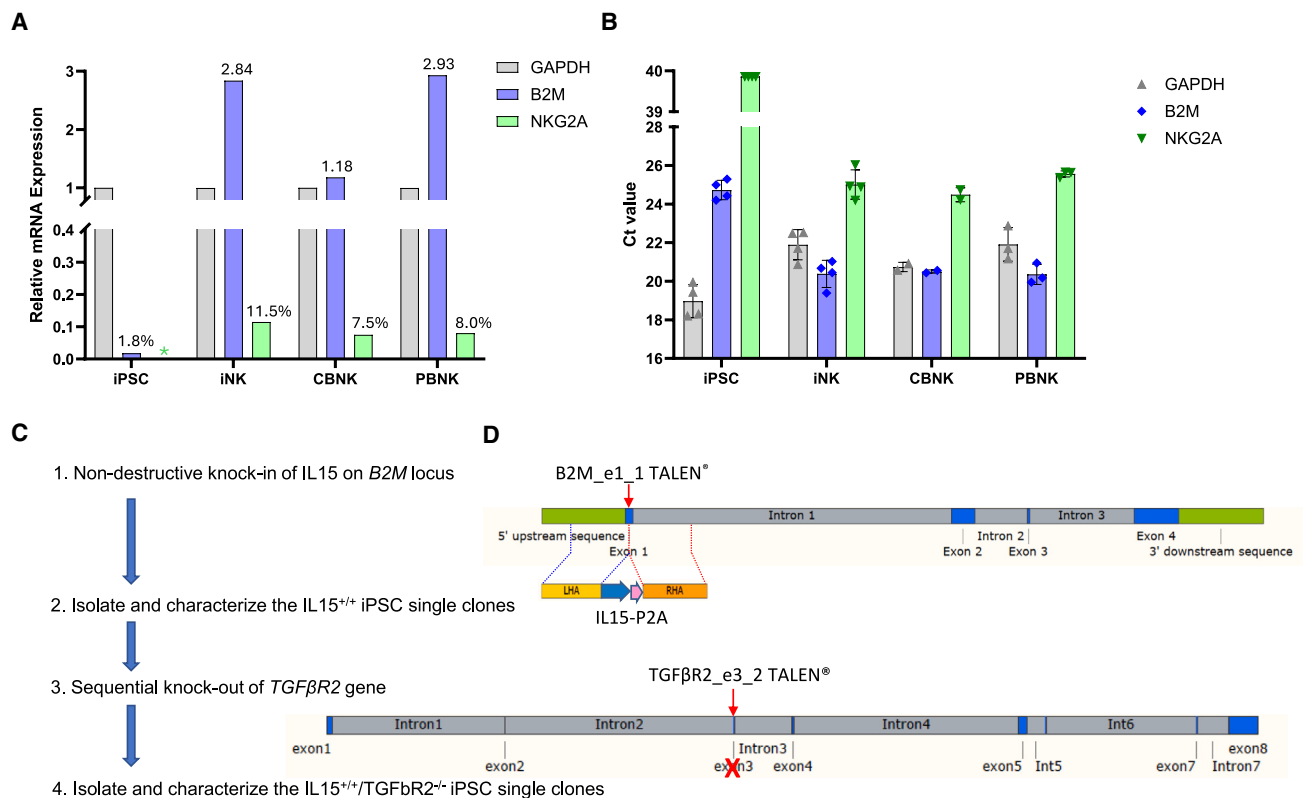 A
Relative mRNA Expression
3
2
1
0.4
0.3
0.2
0.1
0.0
1.8%
*
2.84
11.5%
1.18
7.5%
2.93
8.0%
iPSC
iNK
CBNK
PBNK
GAPDH
B2M
NKG2A
B
Ct value
40
39
26
24
22
20
18
16
iPSC
iNK
CBNK
PBNK
GAPDH
B2M
NKG2A
C
1. Non-destructive knock-in of IL15 on B2M locus
2. Isolate and characterize the IL15+/+ iPSC single clones
3. Sequential knock-out of TGFβR2 gene
4. Isolate and characterize the IL15+/+/TGFbR2-/- iPSC single clones
D
B2M_e1_1 TALEN®
Intron 1
Intron 3
5' upstream sequence
Intron 2
Exon 4
Exon 1
Exon 2
Exon 3
3' downstream sequence
LHA
RHA
IL15-P2A
TGFβR2_e3_2 TALEN®
Intron1
Intron2
Intron4
Int6
exon1
Intron3
exon8
exon2
exon3
exon4
exon5
Int5
exon7
Intron7